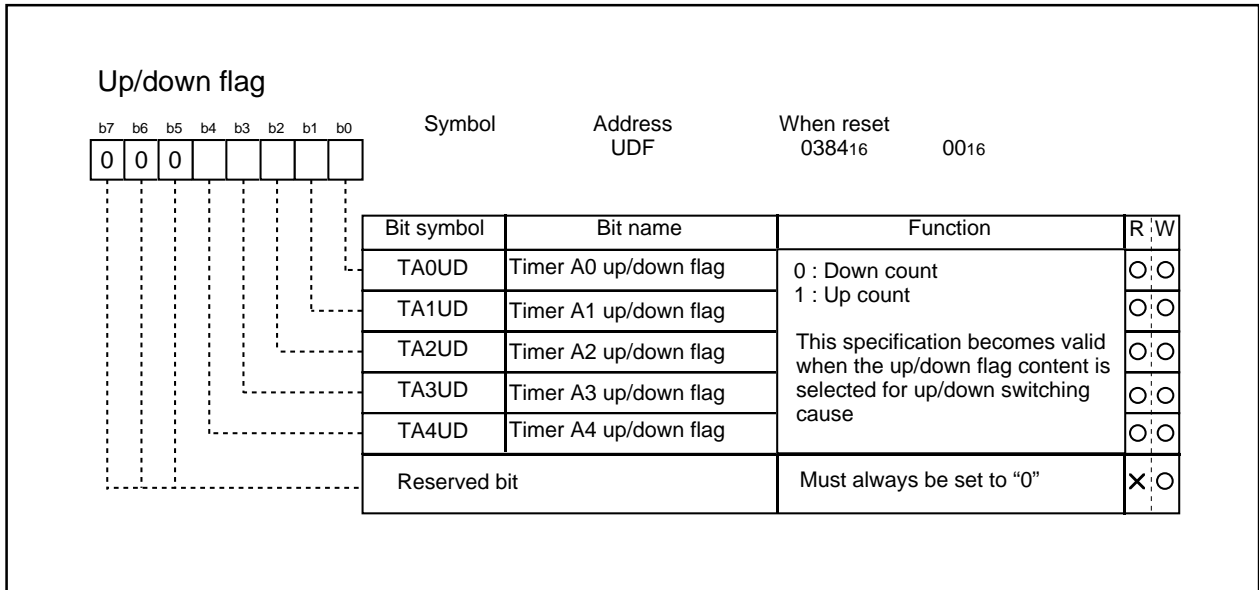 Up/down flag
b7 b6 b5 b4 b3 b2 b1 b0
Symbol Address When reset
UDF 038416 0016
0 0 0
Bit symbol Bit name Function R W
TA0UD Timer A0 up/down flag 0 : Down count
1 : Up count
TA1UD Timer A1 up/down flag
TA2UD Timer A2 up/down flag This specification becomes valid
when the up/down flag content is
selected for up/down switching
cause
TA3UD Timer A3 up/down flag
TA4UD Timer A4 up/down flag
Reserved bit Must always be set to “0”